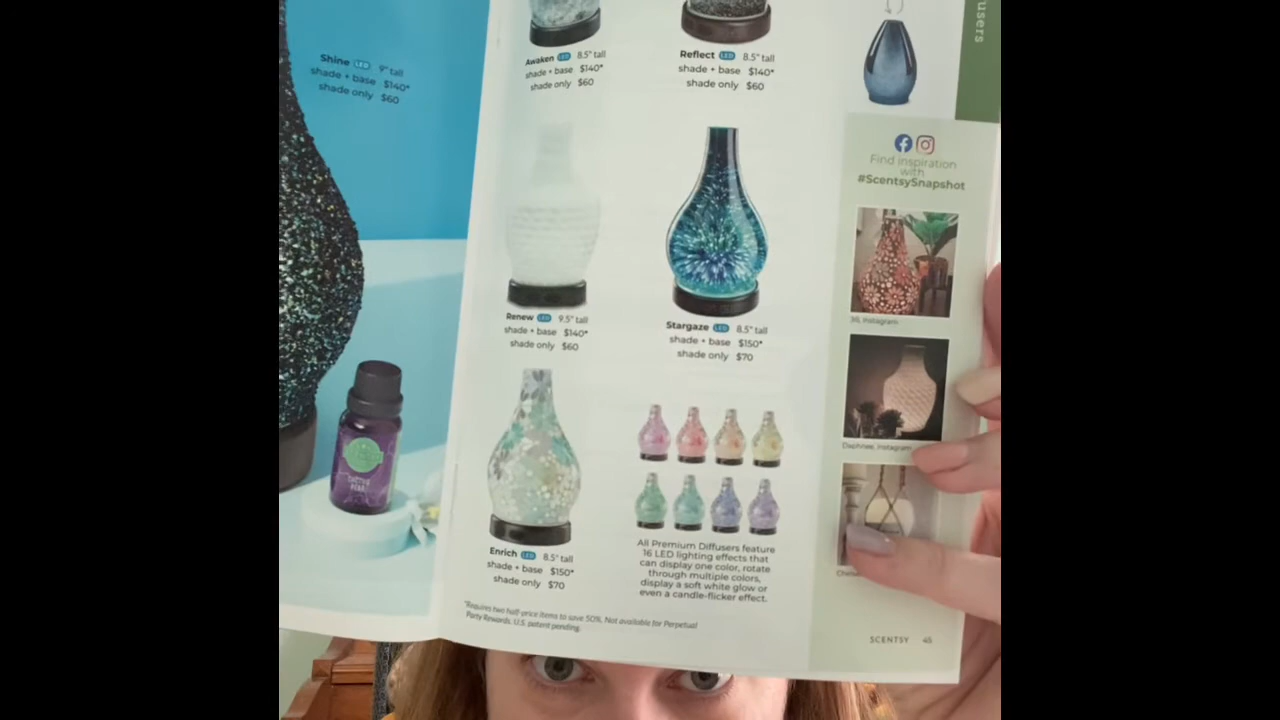 Shine LED 9" tall
shade + base $140*
shade only $60
CACTUS
PEAR
Awaken LED 8.5" tall
shade + base $140*
shade only $60
Reflect LED 8.5" tall
shade + base $140*
shade only $60
Renew LED 9.5" tall
shade + base $140*
shade only $60
Stargaze LED 8.5" tall
shade + base $150*
shade only $70
Enrich LED 8.5" tall
shade + base $150*
shade only $70
All Premium Diffusers feature
16 LED lighting effects that
can display one color, rotate
through multiple colors,
display a soft white glow or
even a candle-flicker effect.
*Requires two half-price items to save 50%. Not available for Perpetual
Party Rewards. U.S. patent pending.
Find inspiration
with
#ScentsySnapshot
Instagram
Daphnee, Instagram
SCENTSY 45